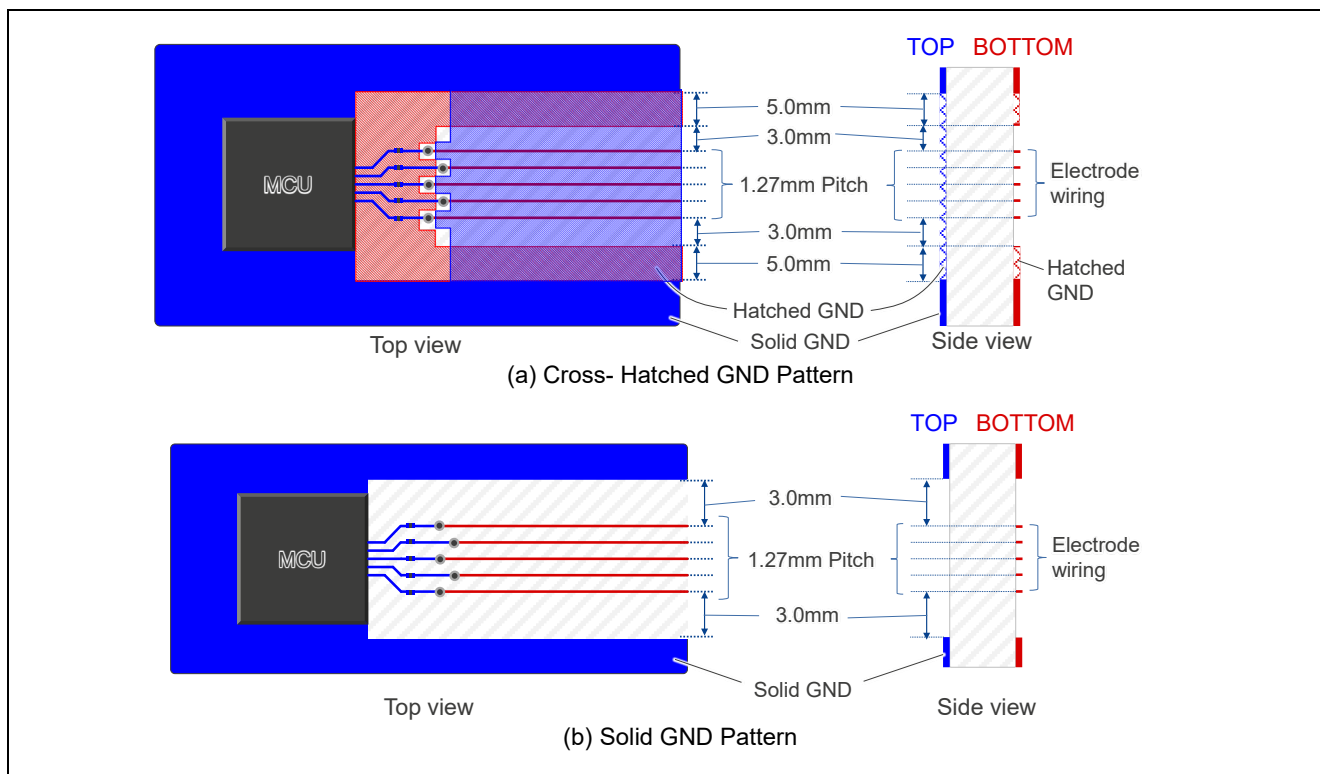 TOP BOTTOM
5.0mm
3.0mm
MCU
1.27mm Pitch
Electrode
wiring
3.0mm
5.0mm
Hatched
GND
Hatched GND
Solid GND
Top view
Side view
(a) Cross- Hatched GND Pattern
TOP BOTTOM
3.0mm
MCU
1.27mm Pitch
Electrode
wiring
3.0mm
Solid GND
Top view
Side view
(b) Solid GND Pattern